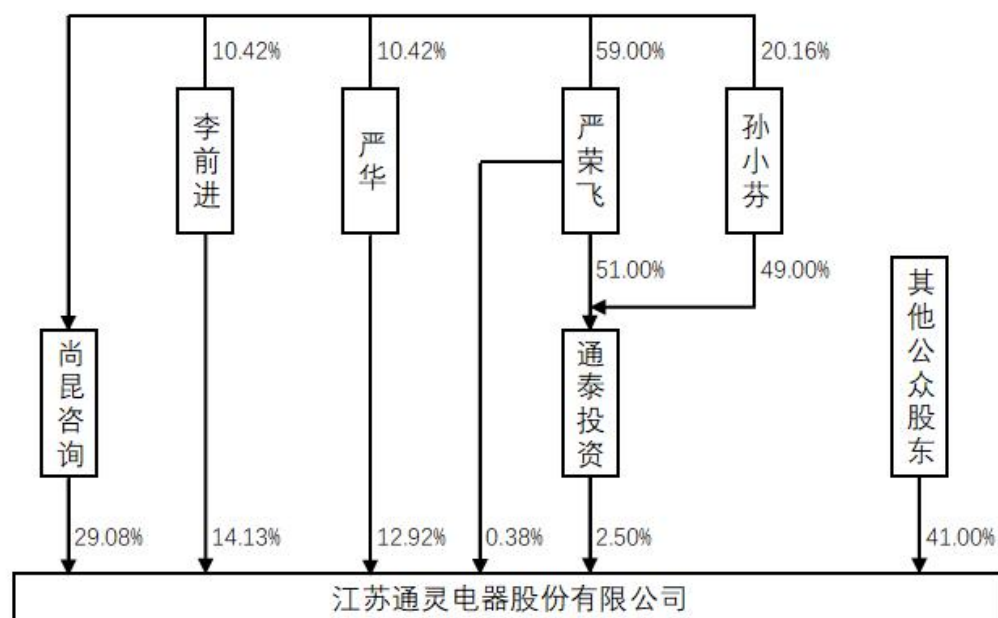 10.42%
10.42%
59.00%
20.16%
李前进
严华
严荣飞
孙小芬
51.00%
49.00%
其他公众股东
尚昆咨询
通泰投资
29.08%
14.13%
12.92%
0.38%
2.50%
41.00%
江苏通灵电器股份有限公司